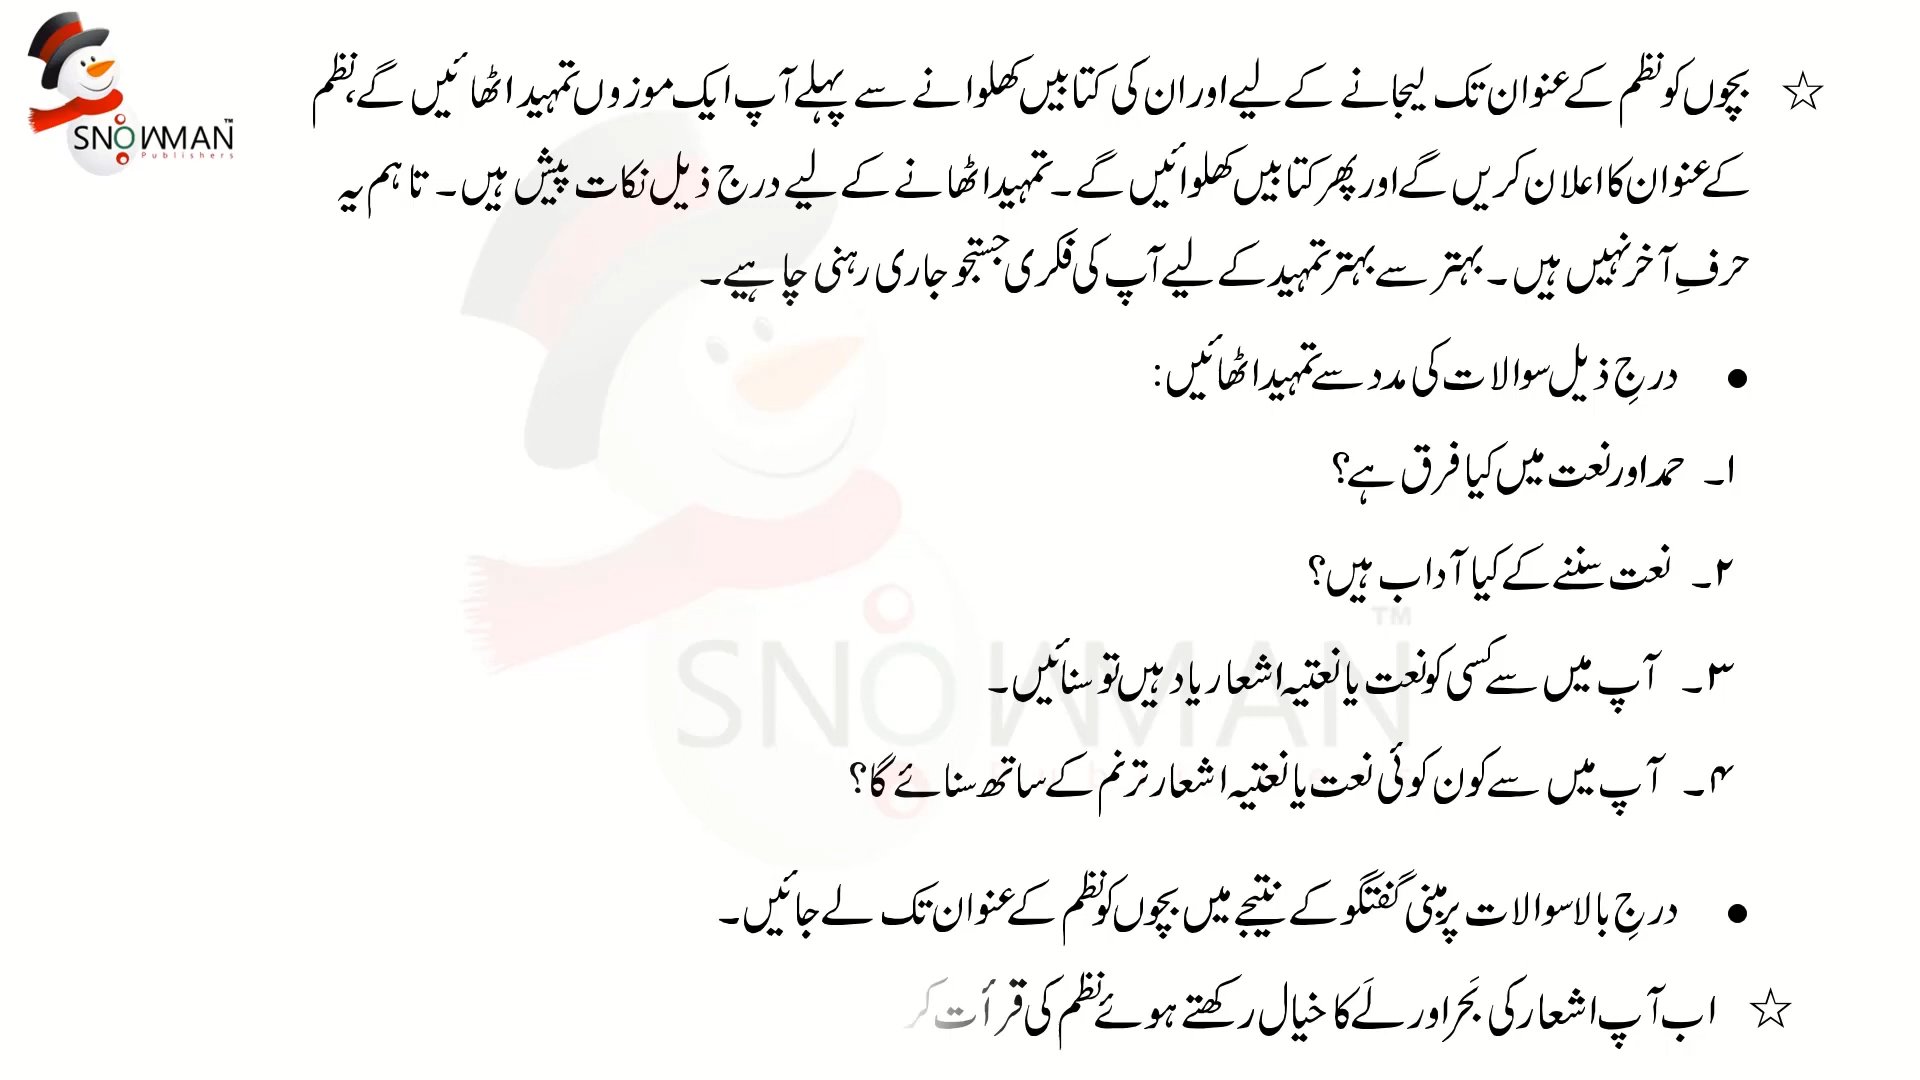 SNOWMAN™
Publishers
☆ بچوں کو نظم کے عنوان تک لیجانے کے لیے اور ان کی کتابیں کھلوانے سے پہلے آپ ایک موزوں تمہید اٹھائیں گے، نظم
کے عنوان کا اعلان کریں گے اور پھر کتابیں کھلوائیں گے۔ تمہید اٹھانے کے لیے درج ذیل نکات پیش ہیں۔ تاہم یہ
حرفِ آخر نہیں ہیں۔ بہتر سے بہتر تمہید کے لیے آپ کی فکری جستجو جاری رہنی چاہیے۔
• درجِ ذیل سوالات کی مدد سے تمہید اٹھائیں:
۱۔ حمد اور نعت میں کیا فرق ہے؟
۲۔ نعت سننے کے کیا آداب ہیں؟
۳۔ آپ میں سے کسی کو نعت یا نعتیہ اشعار یاد ہیں تو سنائیں۔
۴۔ آپ میں سے کون کوئی نعت یا نعتیہ اشعار ترنم کے ساتھ سنائے گا؟
• درجِ بالا سوالات پر مبنی گفتگو کے نتیجے میں بچوں کو نظم کے عنوان تک لے جائیں۔
☆ اب آپ اشعار کی بَحَر اور لَے کا خیال رکھتے ہوئے نظم کی قرأت کر